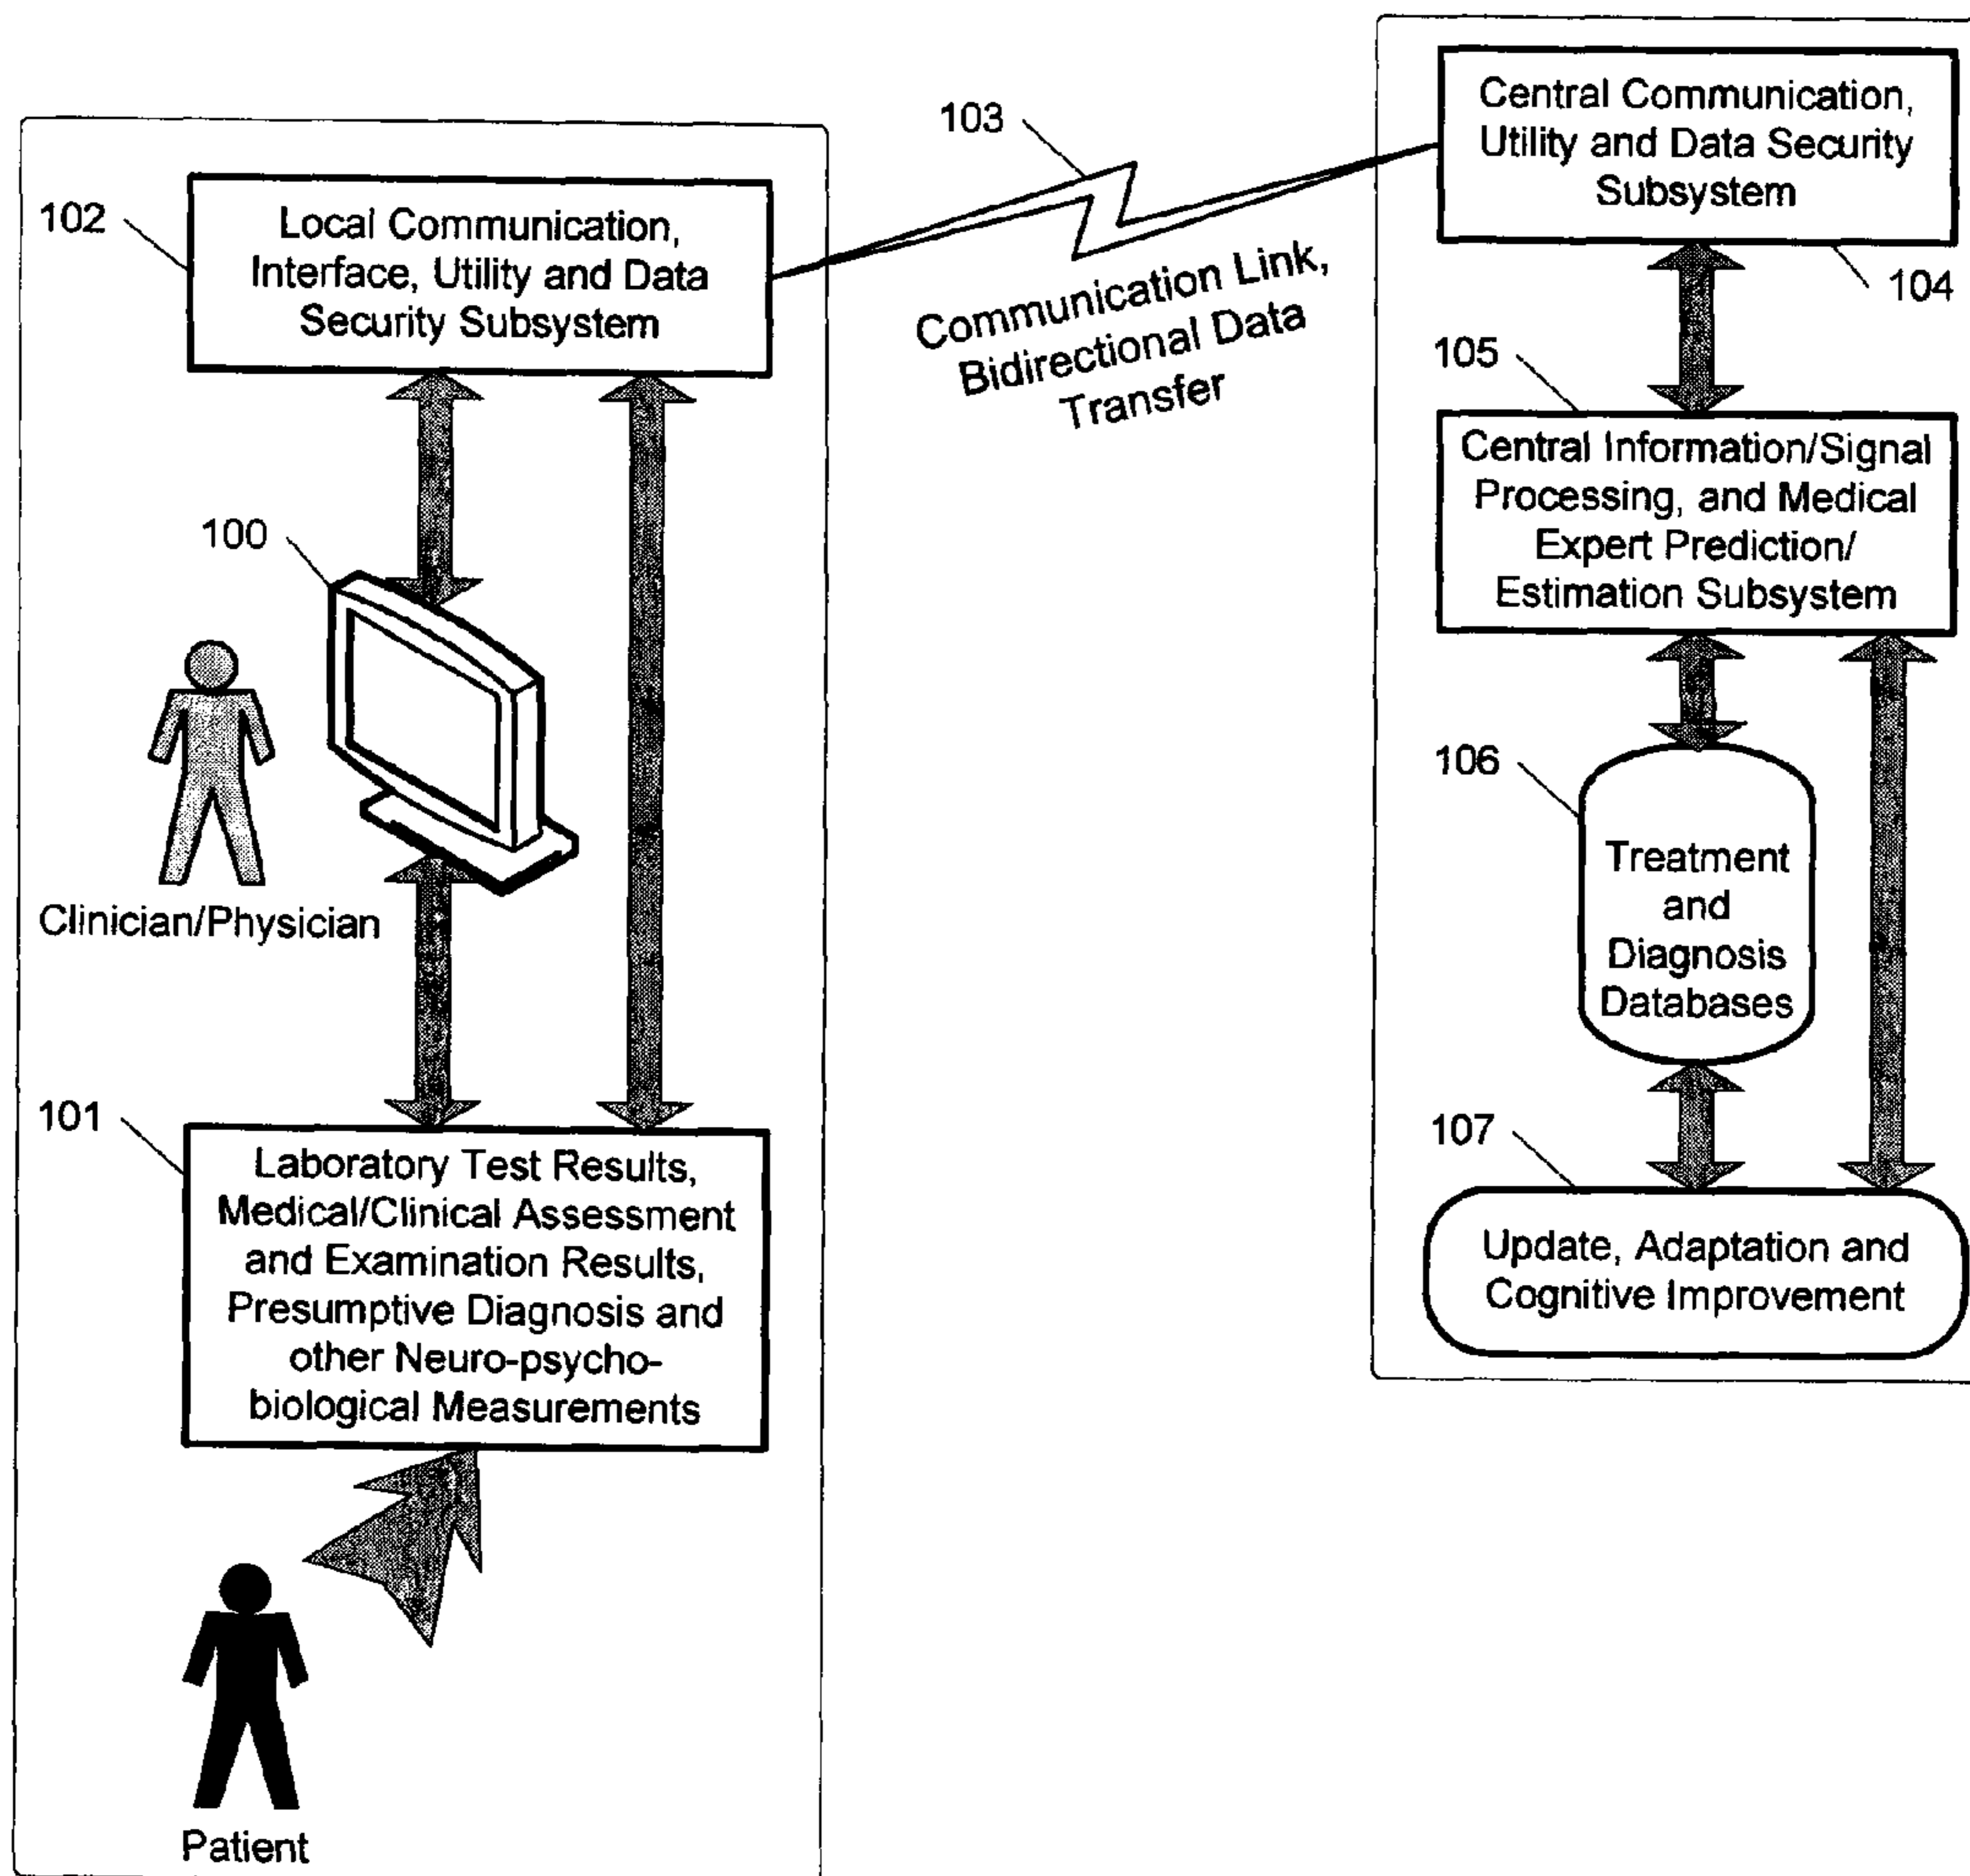 102
Local Communication,
Interface, Utility and Data
Security Subsystem
100
Clinician/Physician
101
Laboratory Test Results,
Medical/Clinical Assessment
and Examination Results,
Presumptive Diagnosis and
other Neuro-psycho-
biological Measurements
Patient
103
Communication Link,
Bidirectional Data
Transfer
Central Communication,
Utility and Data Security
Subsystem
104
105
Central Information/Signal
Processing, and Medical
Expert Prediction/
Estimation Subsystem
106
Treatment
and
Diagnosis
Databases
107
Update, Adaptation and
Cognitive Improvement